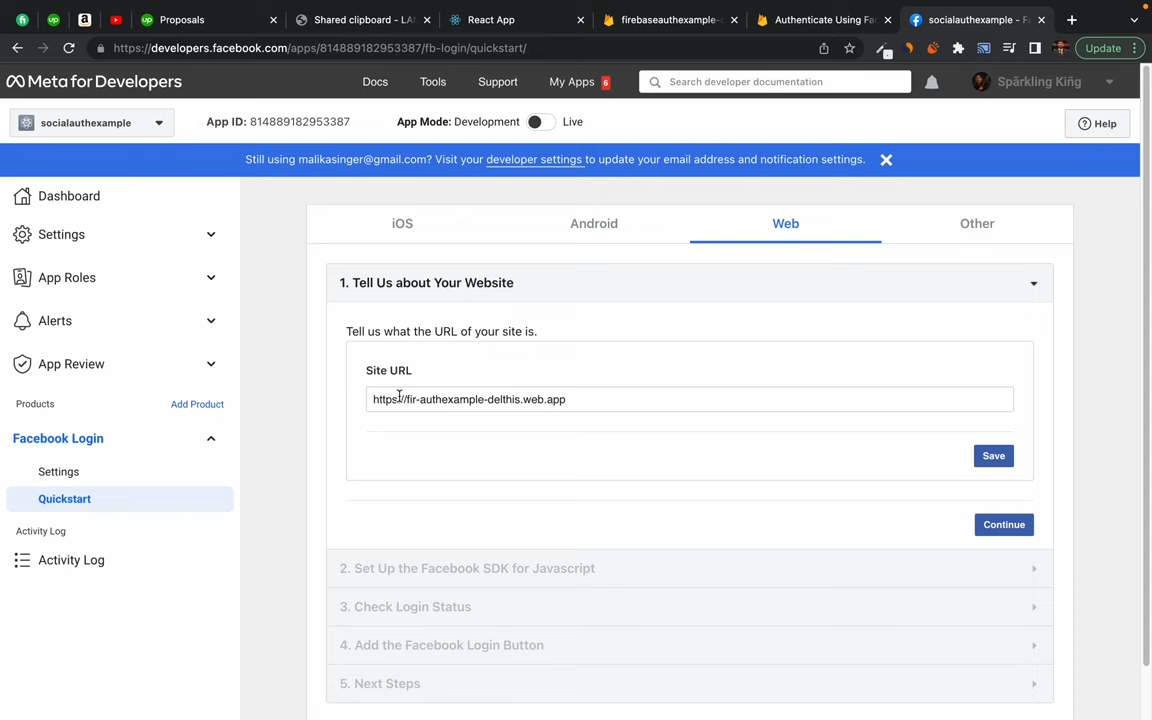 Proposals
Shared clipboard - LA
React App
firebaseauthexample-
Authenticate Using Fa
socialauthexample - F
https://developers.facebook.com/apps/814889182953387/fb-login/quickstart/
Update
Meta for Developers
Docs
Tools
Support
My Apps
6
Search developer documentation
Spärkling Kiñg
socialauthexample
App ID: 814889182953387
App Mode: Development
Live
Help
Still using malikasinger@gmail.com? Visit your developer settings to update your email address and notification settings.
Dashboard
Settings
App Roles
Alerts
App Review
Products
Add Product
Facebook Login
Settings
Quickstart
Activity Log
Activity Log
iOS
Android
Web
Other
1. Tell Us about Your Website
Tell us what the URL of your site is.
Site URL
https://fir-authexample-delthis.web.app
Save
Continue
2. Set Up the Facebook SDK for Javascript
3. Check Login Status
4. Add the Facebook Login Button
5. Next Steps